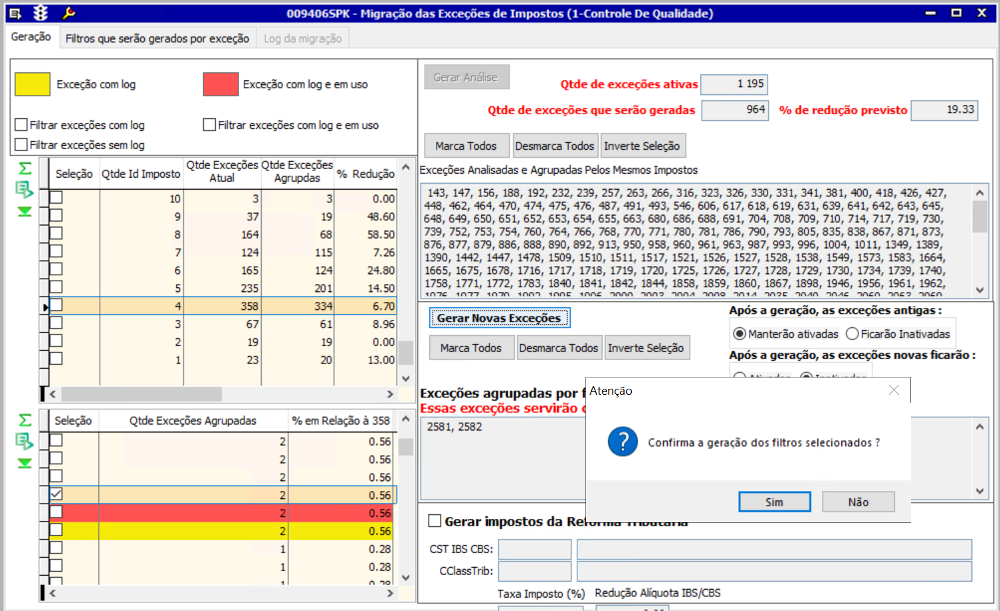 009406SPK - Migração das Exceções de Impostos (1-Controle De Qualidade)
Geração
Filtros que serão gerados por exceção
Log da migração
Exceção com log
Exceção com log e em uso
Filtrar exceções com log
Filtrar exceções com log e em uso
Filtrar exceções sem log
Seleção Qtde Id Imposto Qtde Exceções Atual Qtde Exceções Agrupdas % Redução
10 3 3 0.00
9 37 19 48.60
8 164 68 58.50
7 124 115 7.26
6 165 124 24.80
5 235 201 14.50
4 358 334 6.70
3 67 61 8.96
2 19 19 0.00
1 23 20 13.00
Seleção Qtde Exceções Agrupadas % em Relação à 358
2 0.56
2 0.56
2 0.56
2 0.56
2 0.56
2 0.56
1 0.28
1 0.28
1 0.28
Gerar Análise
Qtde de exceções ativas 1 195
Qtde de exceções que serão geradas 964 % de redução previsto 19.33
Marca Todos Desmarca Todos Inverte Seleção
Exceções Analisadas e Agrupadas Pelos Mesmos Impostos
143, 147, 156, 188, 192, 232, 239, 257, 263, 266, 316, 323, 326, 330, 331, 341, 381, 400, 418, 426, 427,
448, 462, 464, 470, 474, 475, 476, 487, 491, 493, 546, 606, 617, 618, 619, 631, 639, 641, 642, 643, 645,
648, 649, 650, 651, 652, 653, 654, 655, 663, 680, 686, 688, 691, 704, 708, 709, 710, 714, 717, 719, 730,
739, 752, 753, 754, 760, 764, 766, 768, 770, 771, 780, 781, 786, 790, 793, 805, 835, 838, 867, 871, 873,
876, 877, 879, 886, 888, 890, 892, 913, 950, 958, 960, 961, 963, 987, 993, 996, 1004, 1011, 1349, 1389,
1390, 1442, 1447, 1478, 1509, 1510, 1511, 1517, 1521, 1526, 1527, 1528, 1538, 1549, 1573, 1583, 1664,
1665, 1675, 1678, 1716, 1717, 1718, 1719, 1720, 1725, 1726, 1727, 1728, 1729, 1730, 1734, 1739, 1740,
1758, 1771, 1772, 1783, 1840, 1841, 1842, 1844, 1858, 1859, 1860, 1867, 1898, 1946, 1956, 1961, 1962,
Gerar Novas Exceções
Marca Todos Desmarca Todos Inverte Seleção
Após a geração, as exceções antigas :
Manterão ativadas Ficarão Inativadas
Após a geração, as exceções novas ficarão :
Ativadas Inativadas
Exceções agrupadas por
Essas exceções servirão
2581, 2582
Atenção
Confirma a geração dos filtros selecionados ?
Sim Não
Gerar impostos da Reforma Tributária
CST IBS CBS:
CClassTrib:
Taxa Imposto (%) Redução Alíquota IBS/CBS